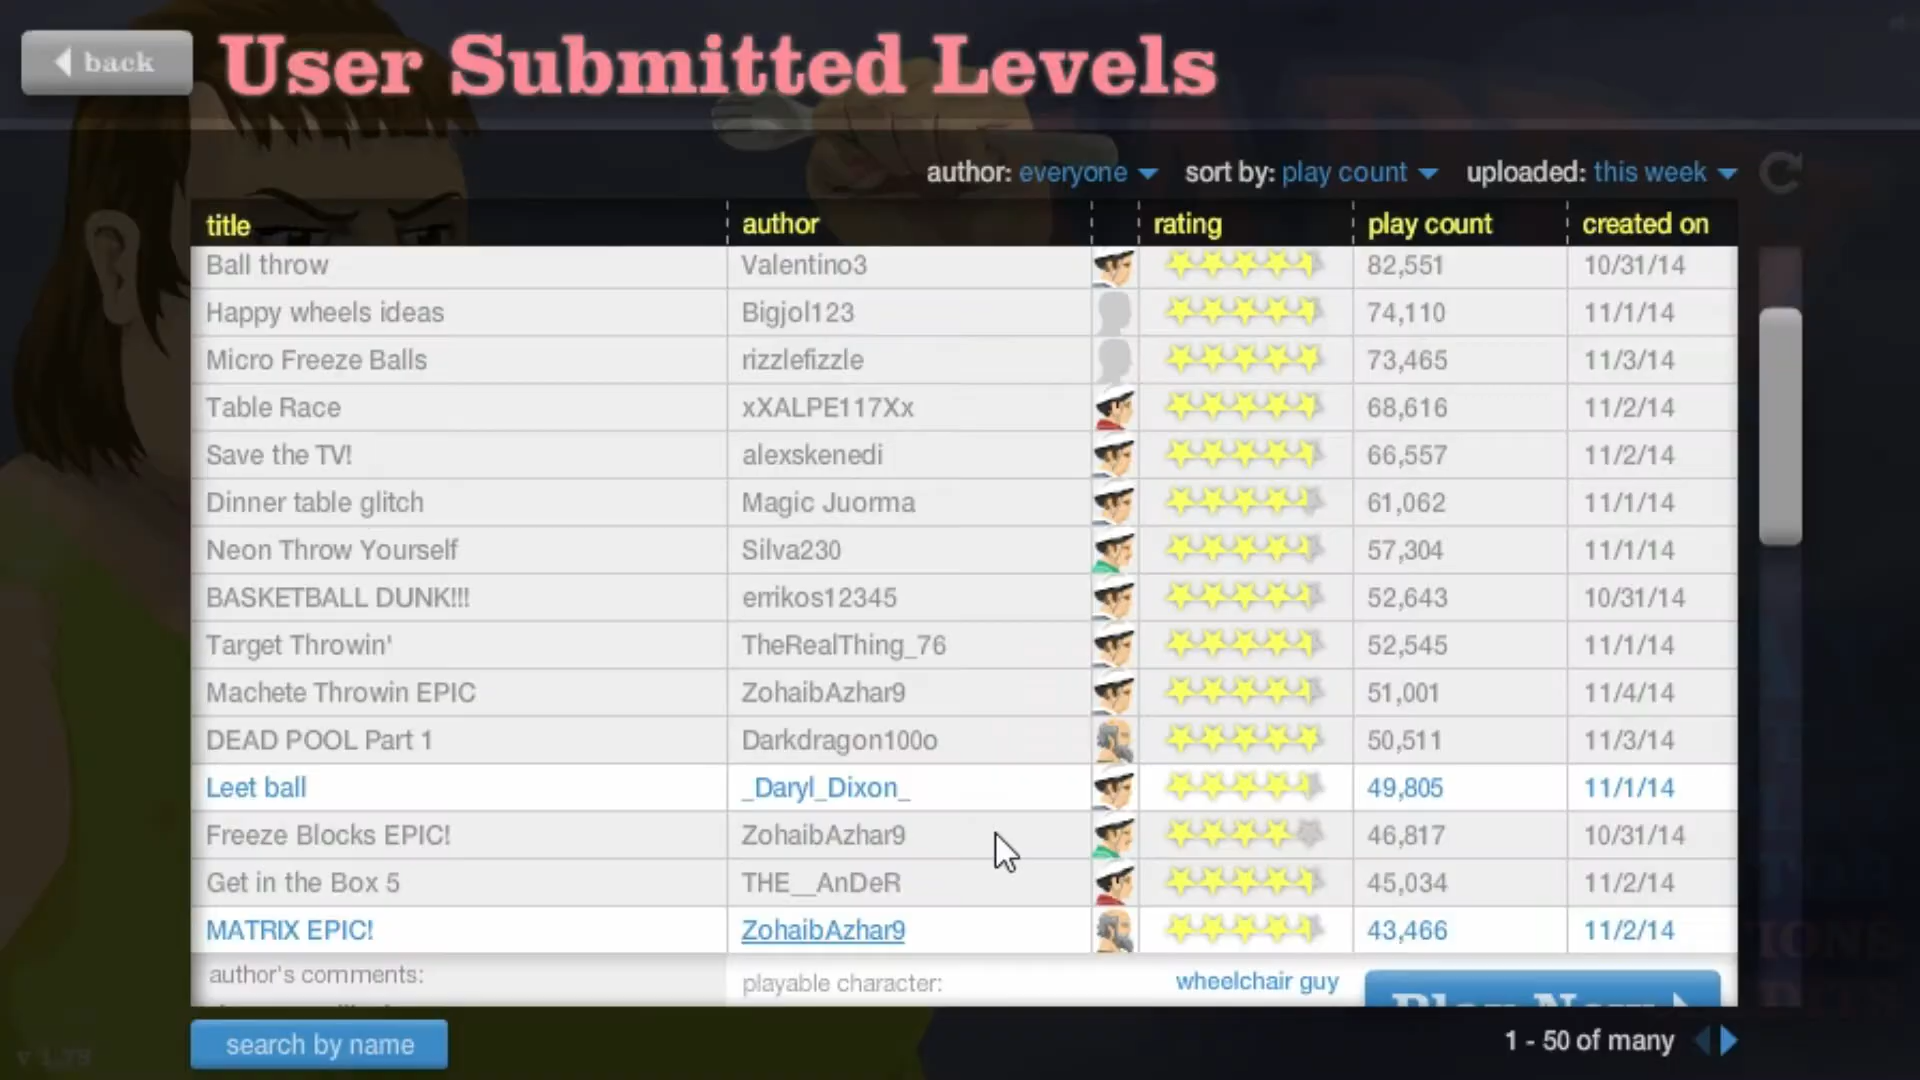 back
User Submitted Levels
author: everyone sort by: play count uploaded: this week
title author rating play count created on
Ball throw Valentino3 82,551 10/31/14
Happy wheels ideas Bigjol123 74,110 11/1/14
Micro Freeze Balls rizzlefizzle 73,465 11/3/14
Table Race xXALPE117Xx 68,616 11/2/14
Save the TV! alexskenedi 66,557 11/2/14
Dinner table glitch Magic Juorma 61,062 11/1/14
Neon Throw Yourself Silva230 57,304 11/1/14
BASKETBALL DUNK!!! errikos12345 52,643 10/31/14
Target Throwin' TheRealThing_76 52,545 11/1/14
Machete Throwin EPIC ZohaibAzhar9 51,001 11/4/14
DEAD POOL Part 1 Darkdragon100o 50,511 11/3/14
Leet ball _Daryl_Dixon_ 49,805 11/1/14
Freeze Blocks EPIC! ZohaibAzhar9 46,817 10/31/14
Get in the Box 5 THE__AnDeR 45,034 11/2/14
MATRIX EPIC! ZohaibAzhar9 43,466 11/2/14
author's comments: playable character: wheelchair guy Play Now
search by name 1 - 50 of many